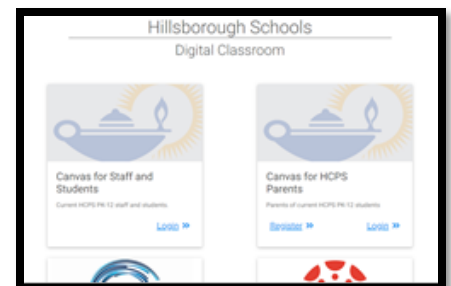 Hillsborough Schools
Digital Classroom
Canvas for Staff and
Students
Current HCPS PK-12 staff and students
Login »
Canvas for HCPS
Parents
Parents of current HCPS PK-12 students
Register »
Login »